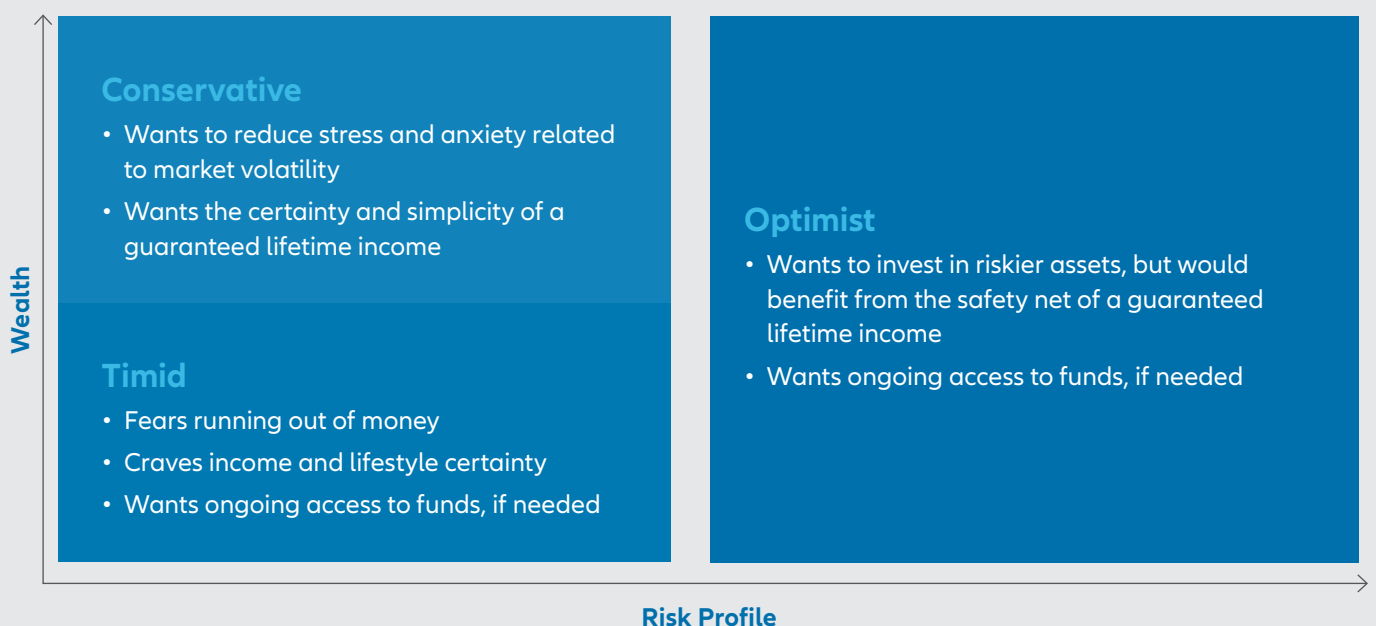 Wealth
Conservative
• Wants to reduce stress and anxiety related
to market volatility
• Wants the certainty and simplicity of a
guaranteed lifetime income
Timid
• Fears running out of money
• Craves income and lifestyle certainty
• Wants ongoing access to funds, if needed
Optimist
• Wants to invest in riskier assets, but would
benefit from the safety net of a guaranteed
lifetime income
• Wants ongoing access to funds, if needed
Risk Profile